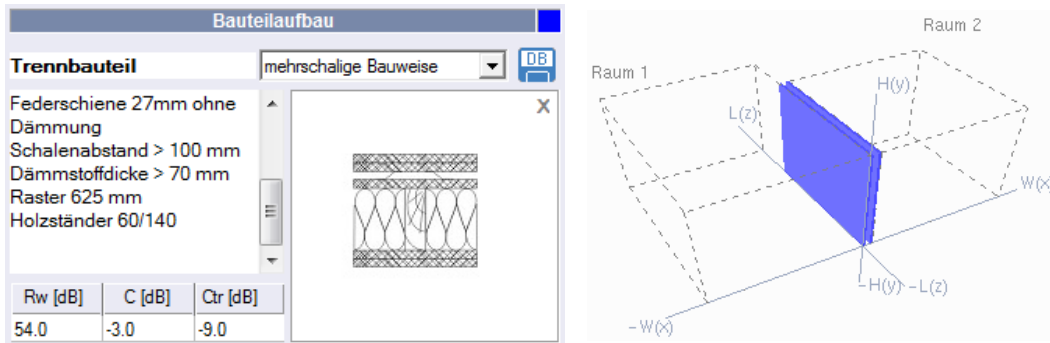 Bauteilaufbau
Trennbauteil
mehrschalige Bauweise
DB
Federschiene 27mm ohne
Dämmung
Schalenabstand > 100 mm
Dämmstoffdicke > 70 mm
Raster 625 mm
Holzständer 60/140
X
Rw [dB] C [dB] Ctr [dB]
54.0 -3.0 -9.0
Raum 2
Raum 1
H(y)
L(z)
W(x)
-H(y)
-L(z)
-W(x)